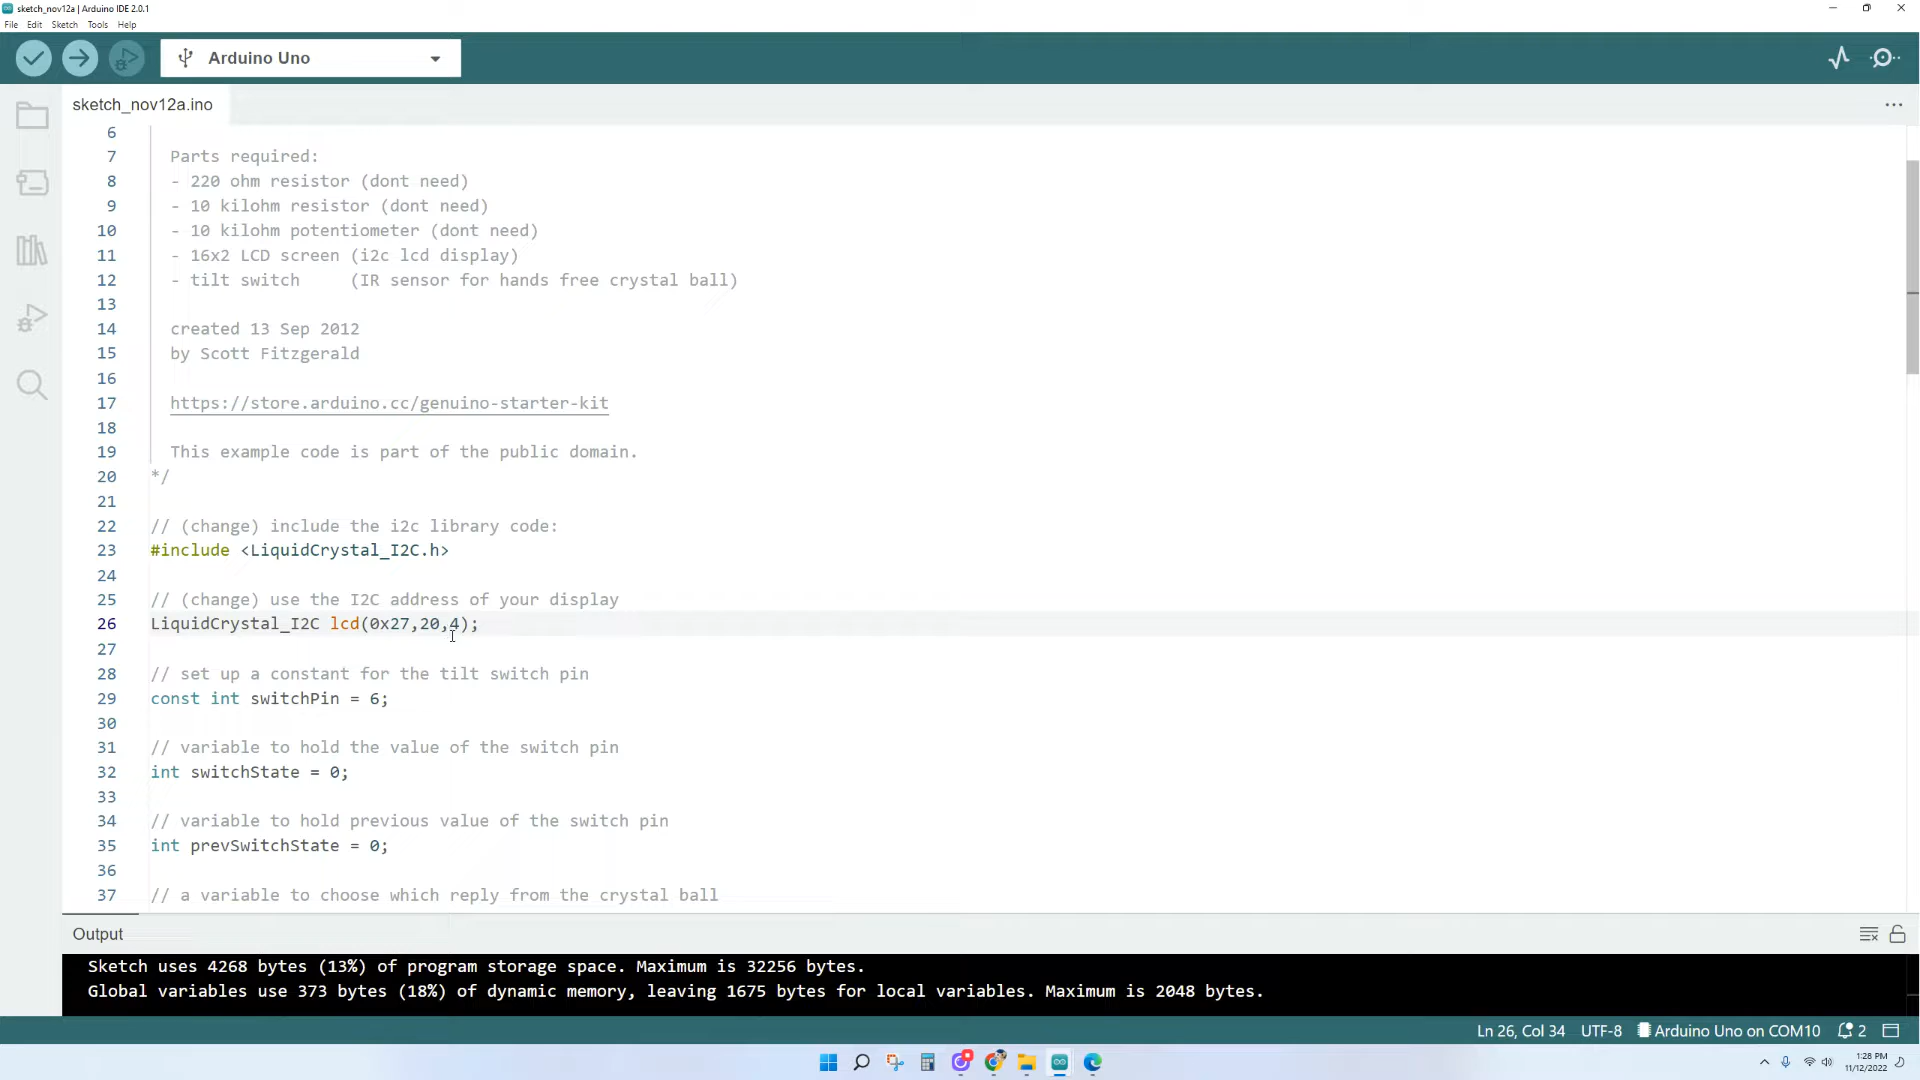 sketch_nov12a | Arduino IDE 2.0.1
File Edit Sketch Tools Help
Arduino Uno
sketch_nov12a.ino
6
7 Parts required:
8 - 220 ohm resistor (dont need)
9 - 10 kilohm resistor (dont need)
10 - 10 kilohm potentiometer (dont need)
11 - 16x2 LCD screen (i2c lcd display)
12 - tilt switch (IR sensor for hands free crystal ball)
13
14 created 13 Sep 2012
15 by Scott Fitzgerald
16
17 https://store.arduino.cc/genuino-starter-kit
18
19 This example code is part of the public domain.
20 */
21
22 // (change) include the i2c library code:
23 #include <LiquidCrystal_I2C.h>
24
25 // (change) use the I2C address of your display
26 LiquidCrystal_I2C lcd(0x27,20,4);
27
28 // set up a constant for the tilt switch pin
29 const int switchPin = 6;
30
31 // variable to hold the value of the switch pin
32 int switchState = 0;
33
34 // variable to hold previous value of the switch pin
35 int prevSwitchState = 0;
36
37 // a variable to choose which reply from the crystal ball
Output
Sketch uses 4268 bytes (13%) of program storage space. Maximum is 32256 bytes.
Global variables use 373 bytes (18%) of dynamic memory, leaving 1675 bytes for local variables. Maximum is 2048 bytes.
Ln 26, Col 34 UTF-8 Arduino Uno on COM10 2
1:28 PM
11/12/2022